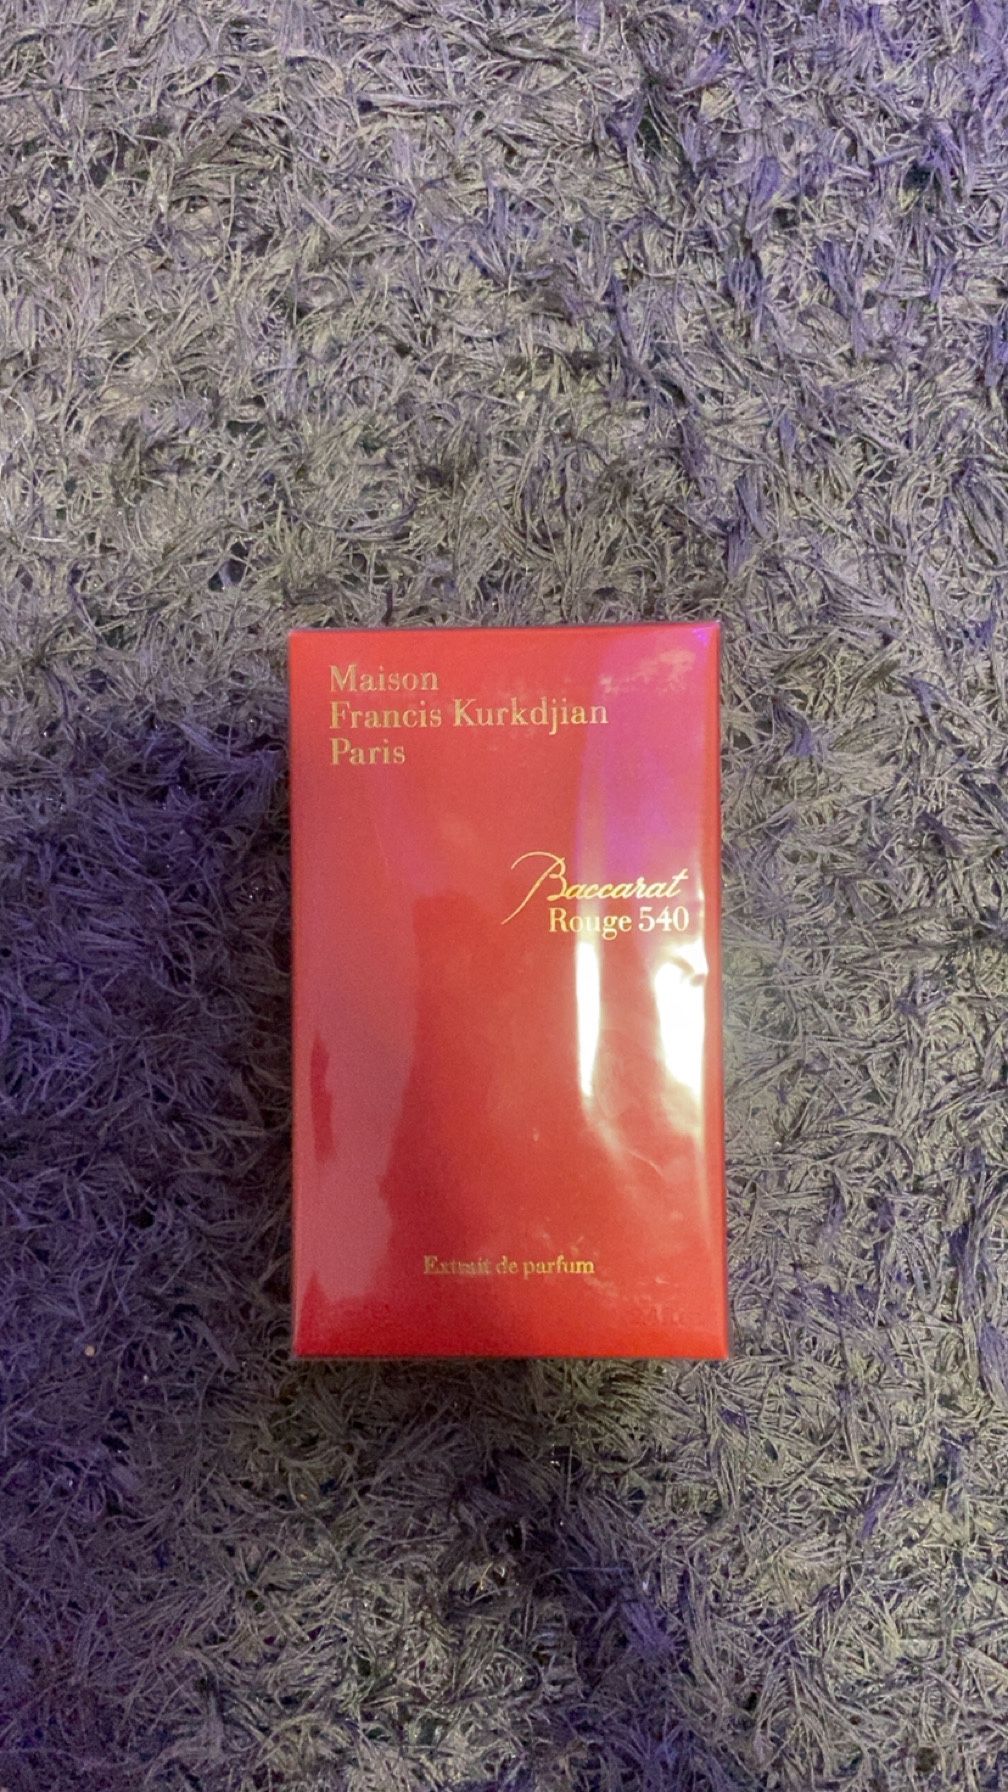 Maison
Francis Kurkdjian
Paris
Baccarat
Rouge 540
Extrait de parfum